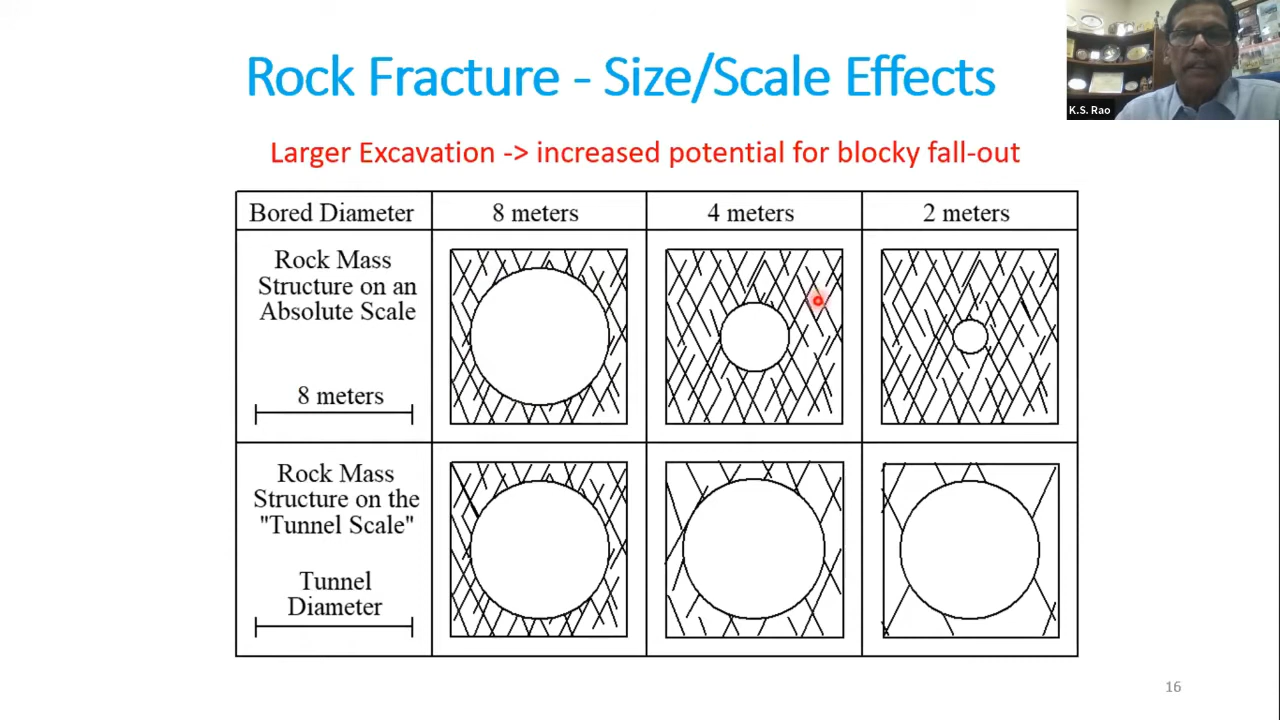 Rock Fracture - Size/Scale Effects
K.S. Rao
Larger Excavation -> increased potential for blocky fall-out
Bored Diameter
8 meters
4 meters
2 meters
Rock Mass
Structure on an
Absolute Scale
8 meters
Rock Mass
Structure on the
"Tunnel Scale"
Tunnel
Diameter
16